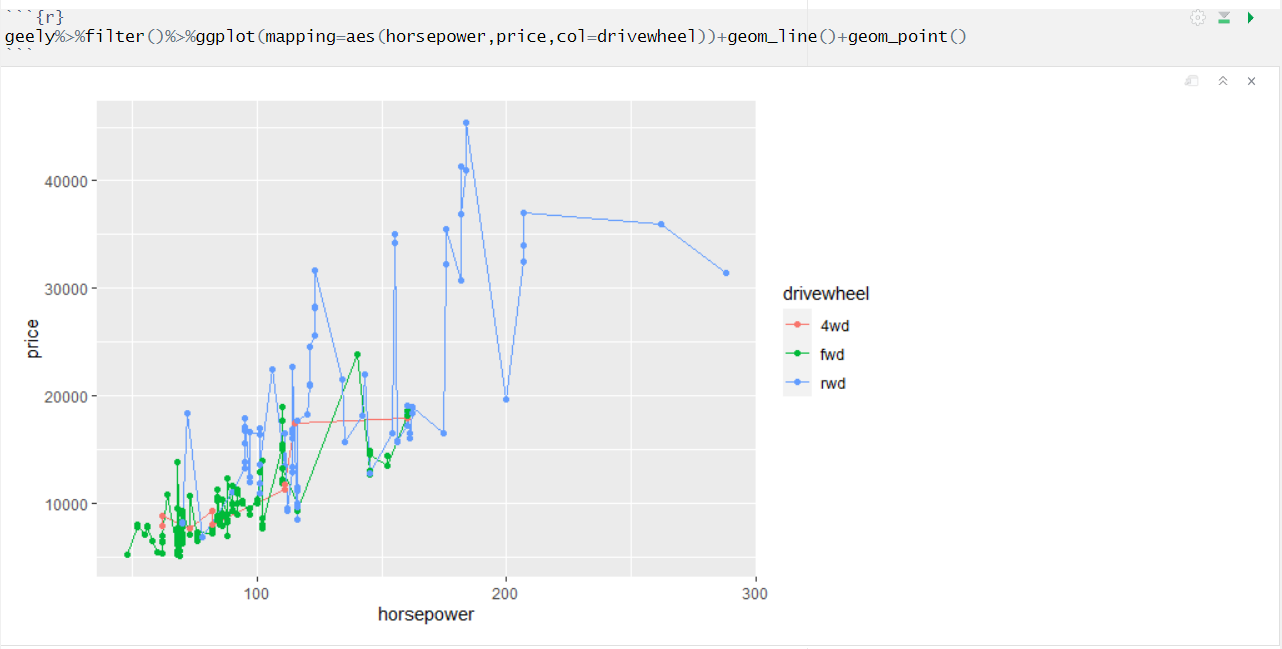 ```{r}
geely%>%filter()%>%ggplot(mapping=aes(horsepower,price,col=drivewheel))+geom_line()+geom_point()
```
40000
30000
20000
10000
price
100
200
300
horsepower
drivewheel
4wd
fwd
rwd